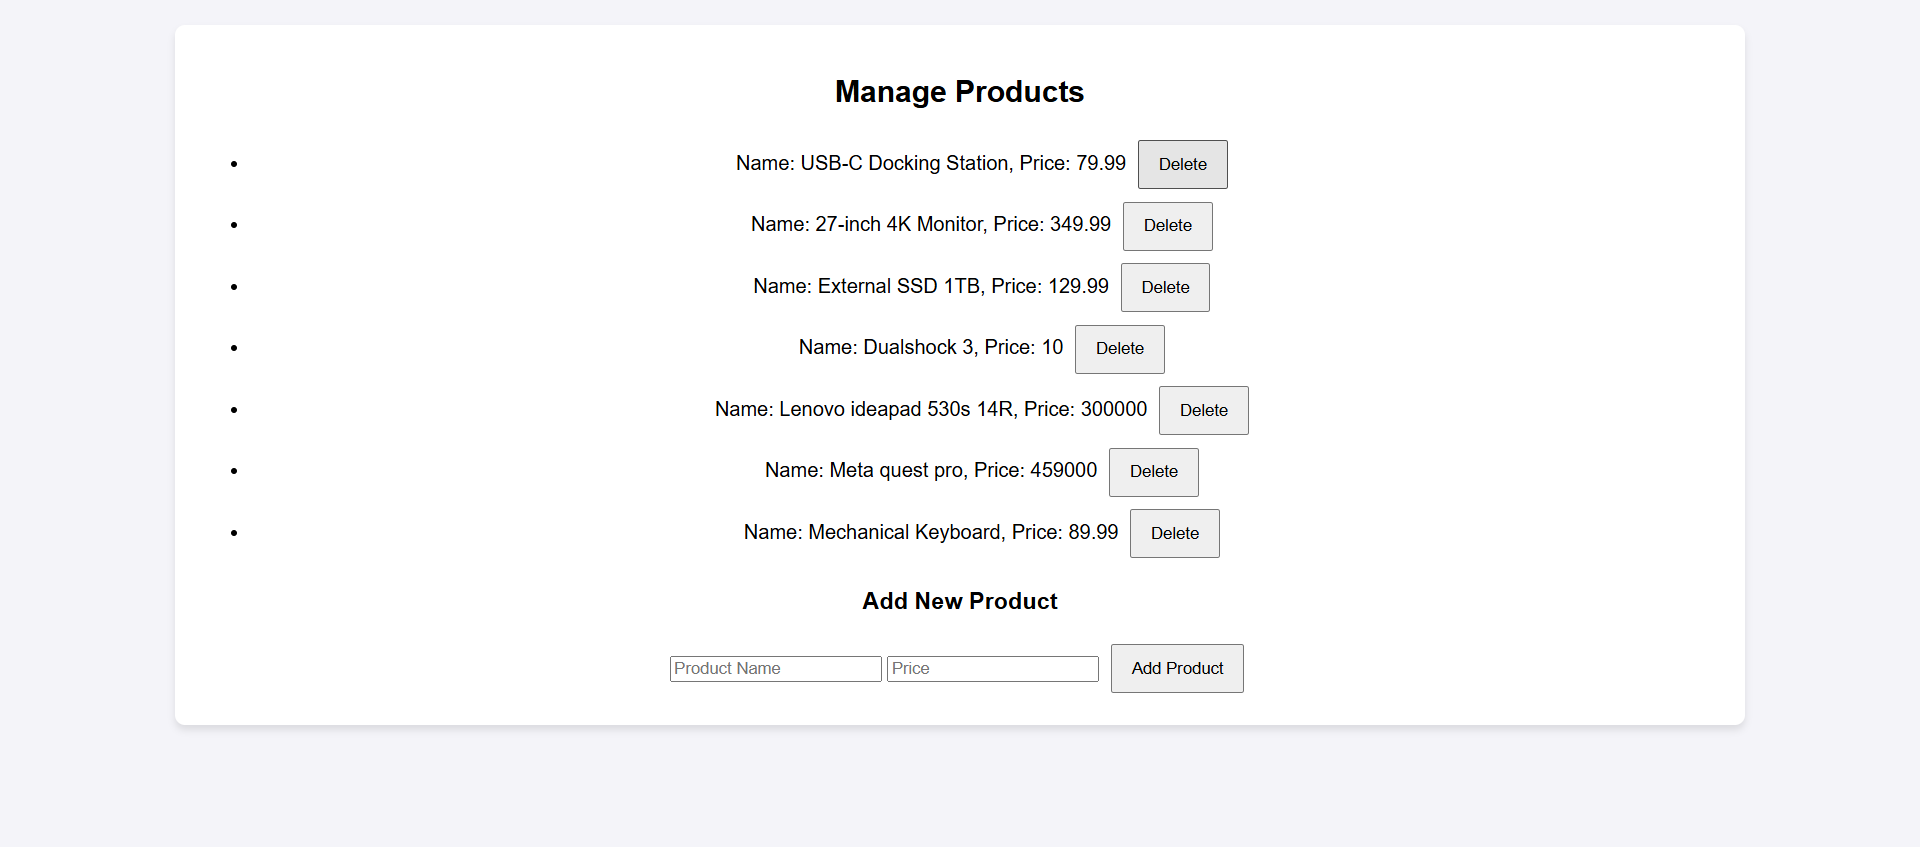 Manage Products
Name: USB-C Docking Station, Price: 79.99 Delete
Name: 27-inch 4K Monitor, Price: 349.99 Delete
Name: External SSD 1TB, Price: 129.99 Delete
Name: Dualshock 3, Price: 10 Delete
Name: Lenovo ideapad 530s 14R, Price: 300000 Delete
Name: Meta quest pro, Price: 459000 Delete
Name: Mechanical Keyboard, Price: 89.99 Delete
Add New Product
Product Name Price Add Product